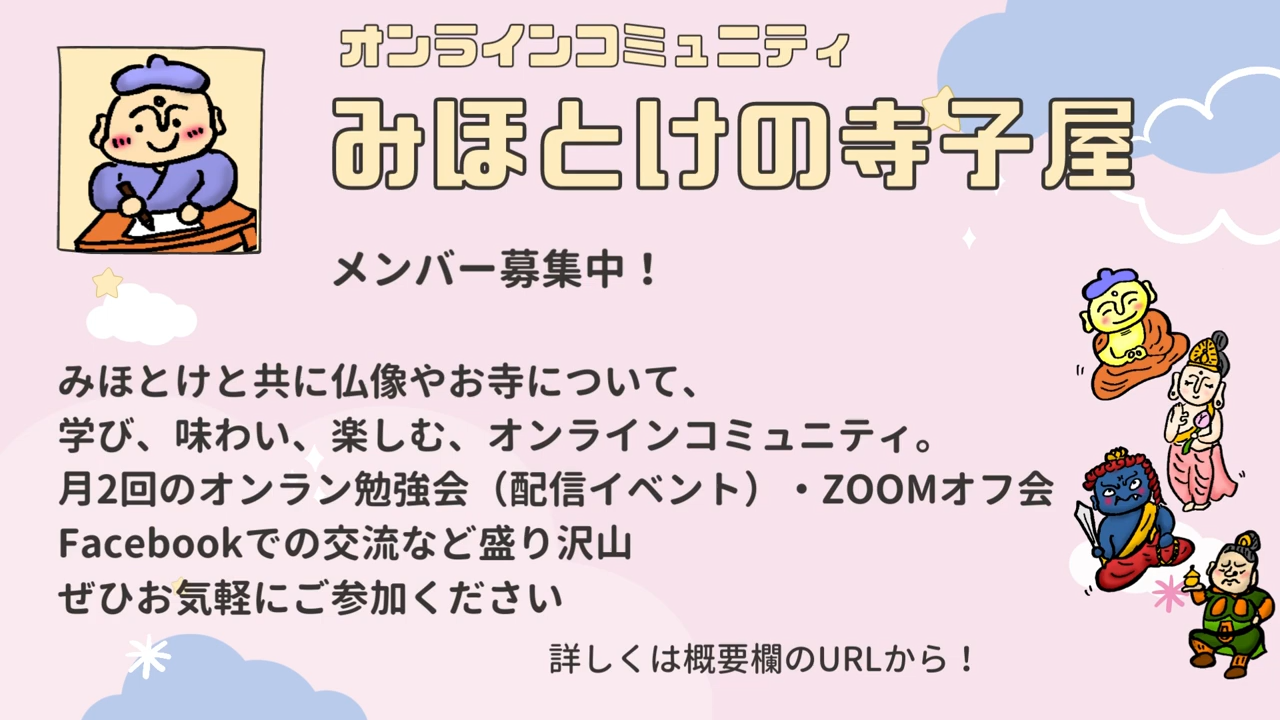 オンラインコミュニティ
みほとけの寺子屋
メンバー募集中！
みほとけと共に仏像やお寺について、
学び、味わい、楽しむ、オンラインコミュニティ。
月2回のオンラン勉強会（配信イベント）・ZOOMオフ会
Facebookでの交流など盛り沢山
ぜひお気軽にご参加ください
詳しくは概要欄のURLから！